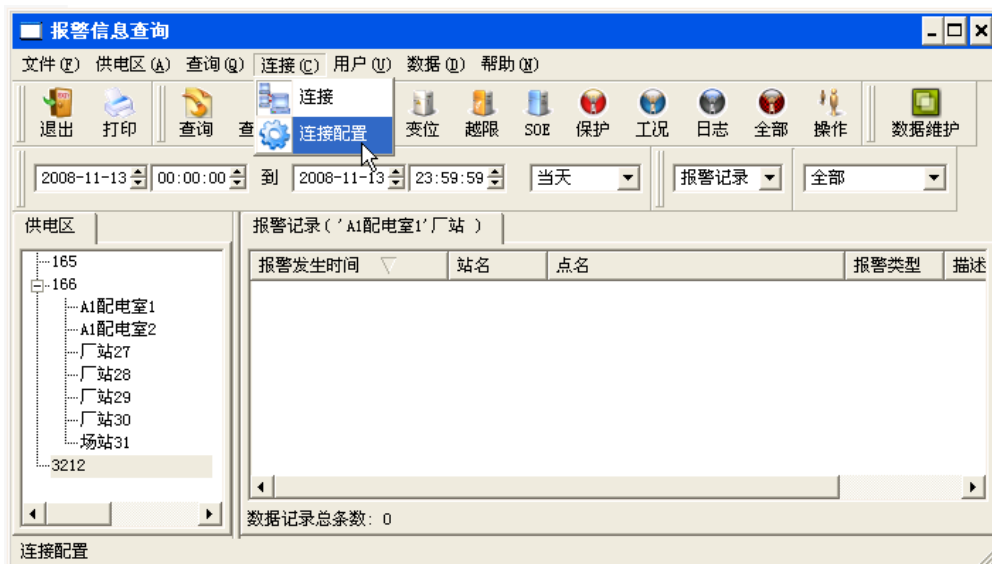 报警信息查询
文件(F) 供电区(A) 查询(Q) 连接(C) 用户(U) 数据(D) 帮助(N)
连接
连接配置
退出 打印 查询 查 变位 越限 SOE 保护 工况 日志 全部 操作 数据维护
2008-11-13 00:00:00 到 2008-11-13 23:59:59 当天 报警记录 全部
供电区 报警记录('A1配电室1'厂站 )
报警发生时间 站名 点名 报警类型 描述
165
166
A1配电室1
A1配电室2
厂站27
厂站28
厂站29
厂站30
场站31
3212
数据记录总条数: 0
连接配置